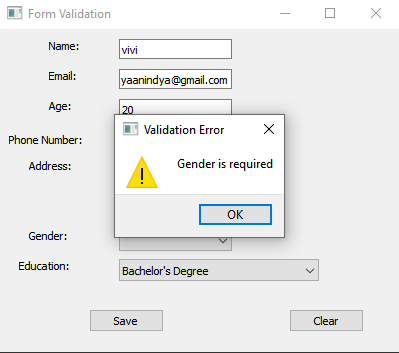 Form Validation
Name:
vivi
Email:
yaanindya@gmail.com
Age:
20
Validation Error
Phone Number:
Address:
Gender is required
OK
Gender:
Education:
Bachelor's Degree
Save
Clear